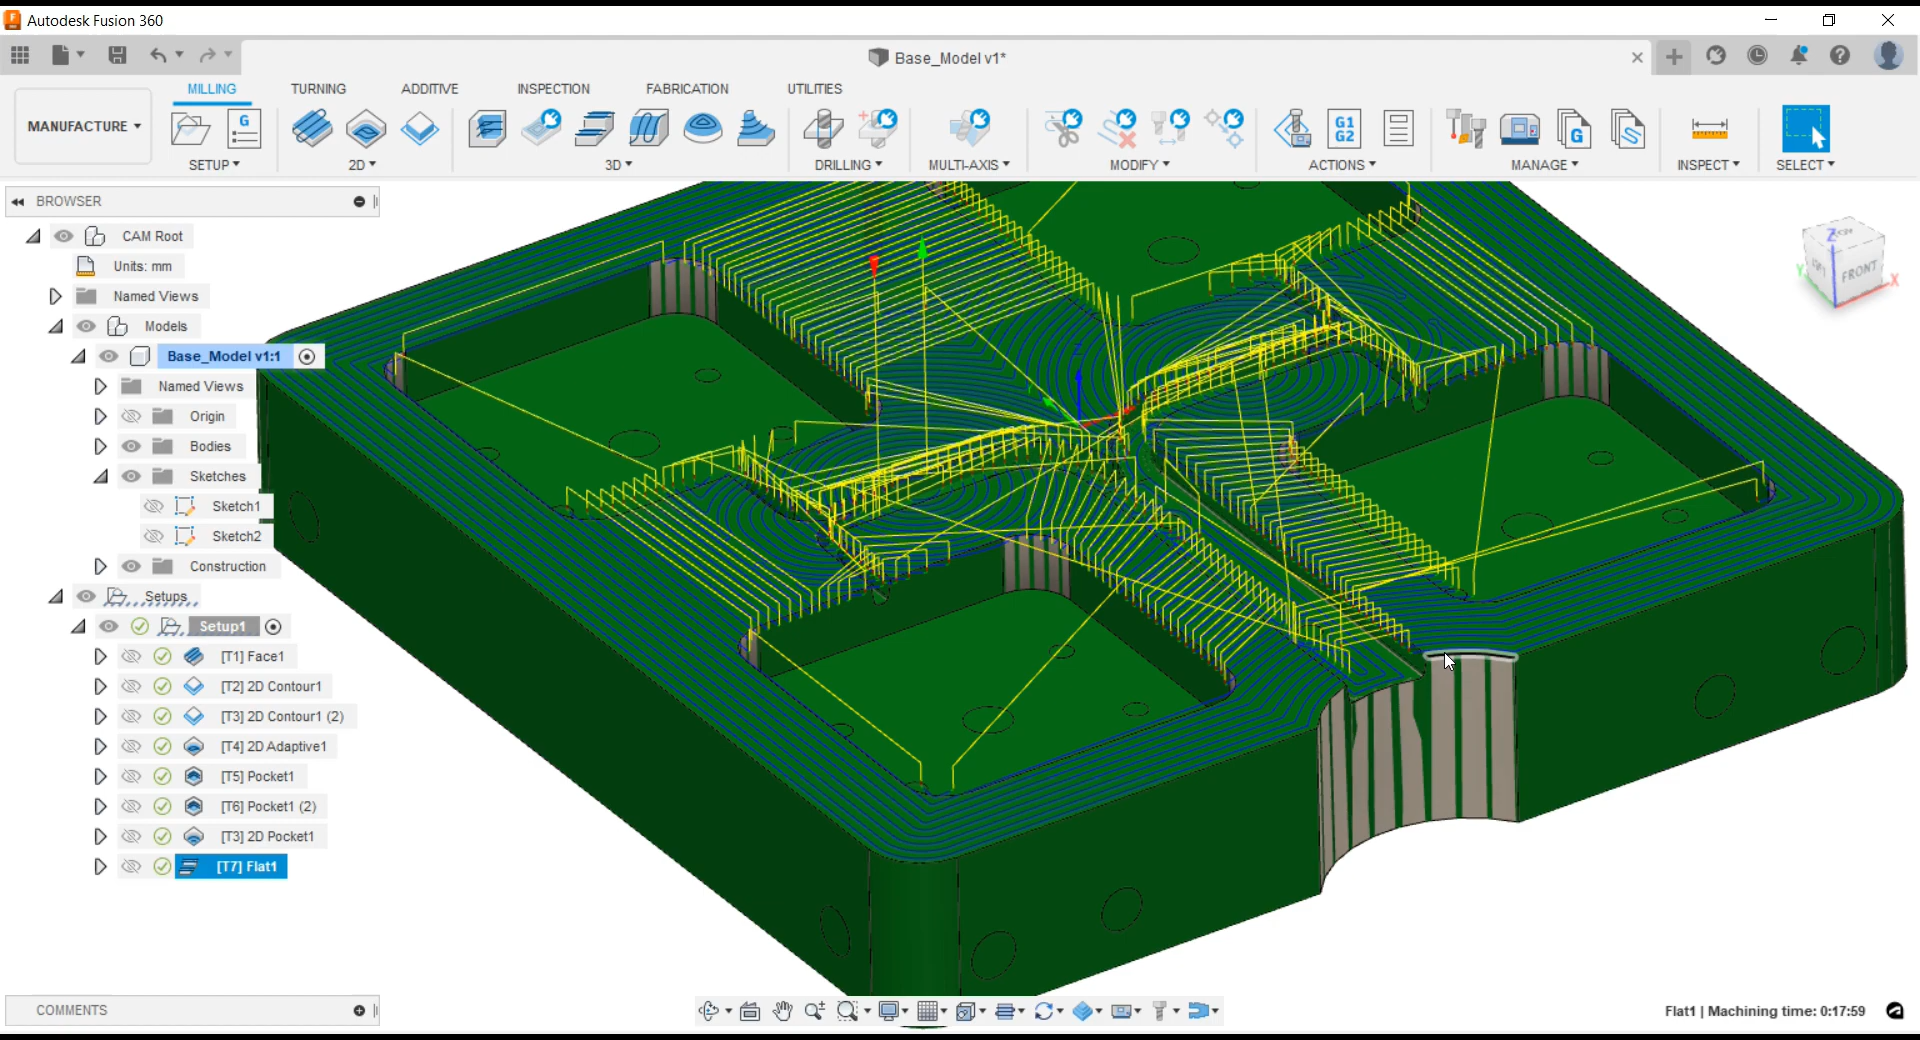 Autodesk Fusion 360
Base_Model v1*
MILLING TURNING ADDITIVE INSPECTION FABRICATION UTILITIES
MANUFACTURE
G
G1
G2
G
SETUP 2D 3D DRILLING MULTI-AXIS MODIFY ACTIONS MANAGE INSPECT SELECT
BROWSER
CAM Root
Units: mm
Named Views
Models
Base_Model v1:1
Named Views
Origin
Bodies
Sketches
Sketch1
Sketch2
Construction
Setups
Setup1
[T1] Face1
[T2] 2D Contour1
[T3] 2D Contour1 (2)
[T4] 2D Adaptive1
[T5] Pocket1
[T6] Pocket1 (2)
[T3] 2D Pocket1
[T7] Flat1
Z
Y
X
FRONT
COMMENTS
Flat1 | Machining time: 0:17:59